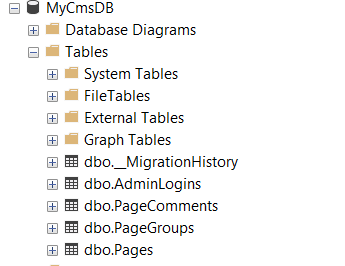 MyCmsDB
Database Diagrams
Tables
System Tables
FileTables
External Tables
Graph Tables
dbo.__MigrationHistory
dbo.AdminLogins
dbo.PageComments
dbo.PageGroups
dbo.Pages